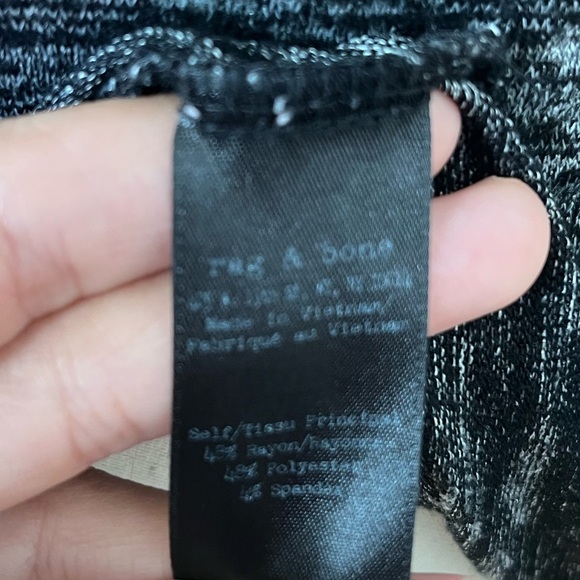 rag & bone
Made in Vietnam/
Fabriqué au Vietnam
Self/Tissu Principal
48% Rayon/Rayonne
48% Polyester
4% Spandex